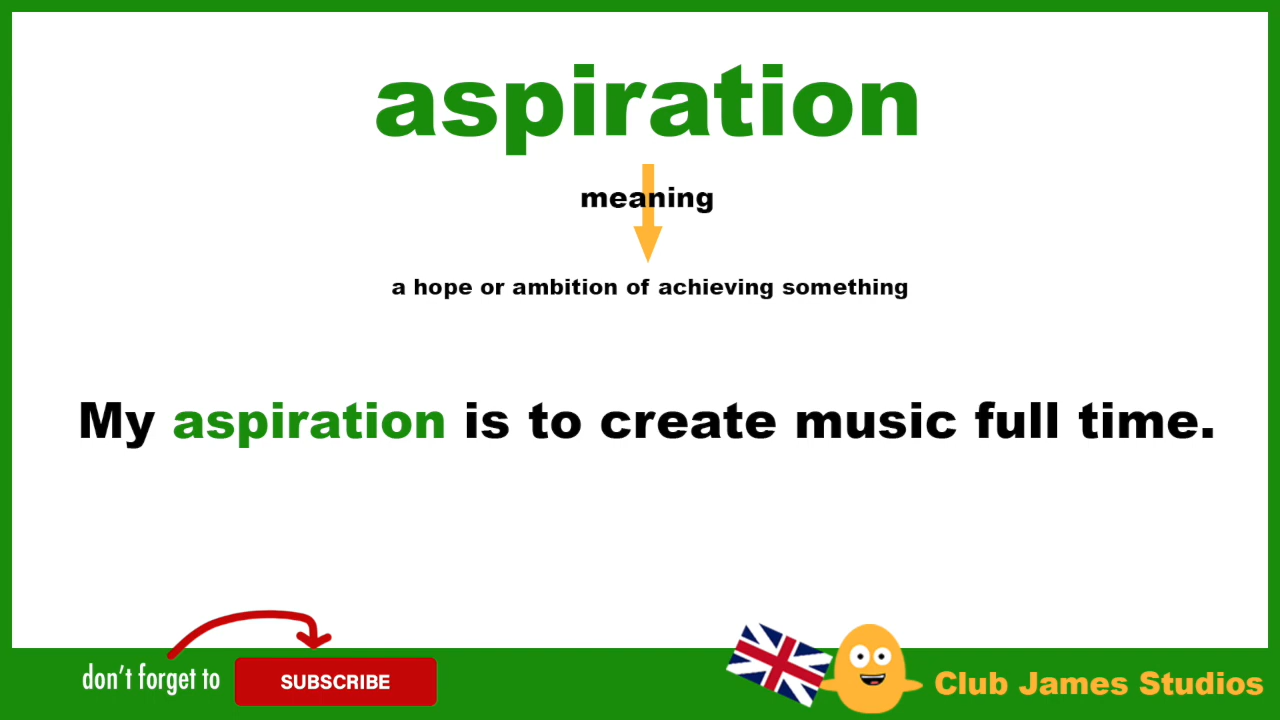 aspiration
meaning
a hope or ambition of achieving something
My aspiration is to create music full time.
don't forget to SUBSCRIBE
Club James Studios